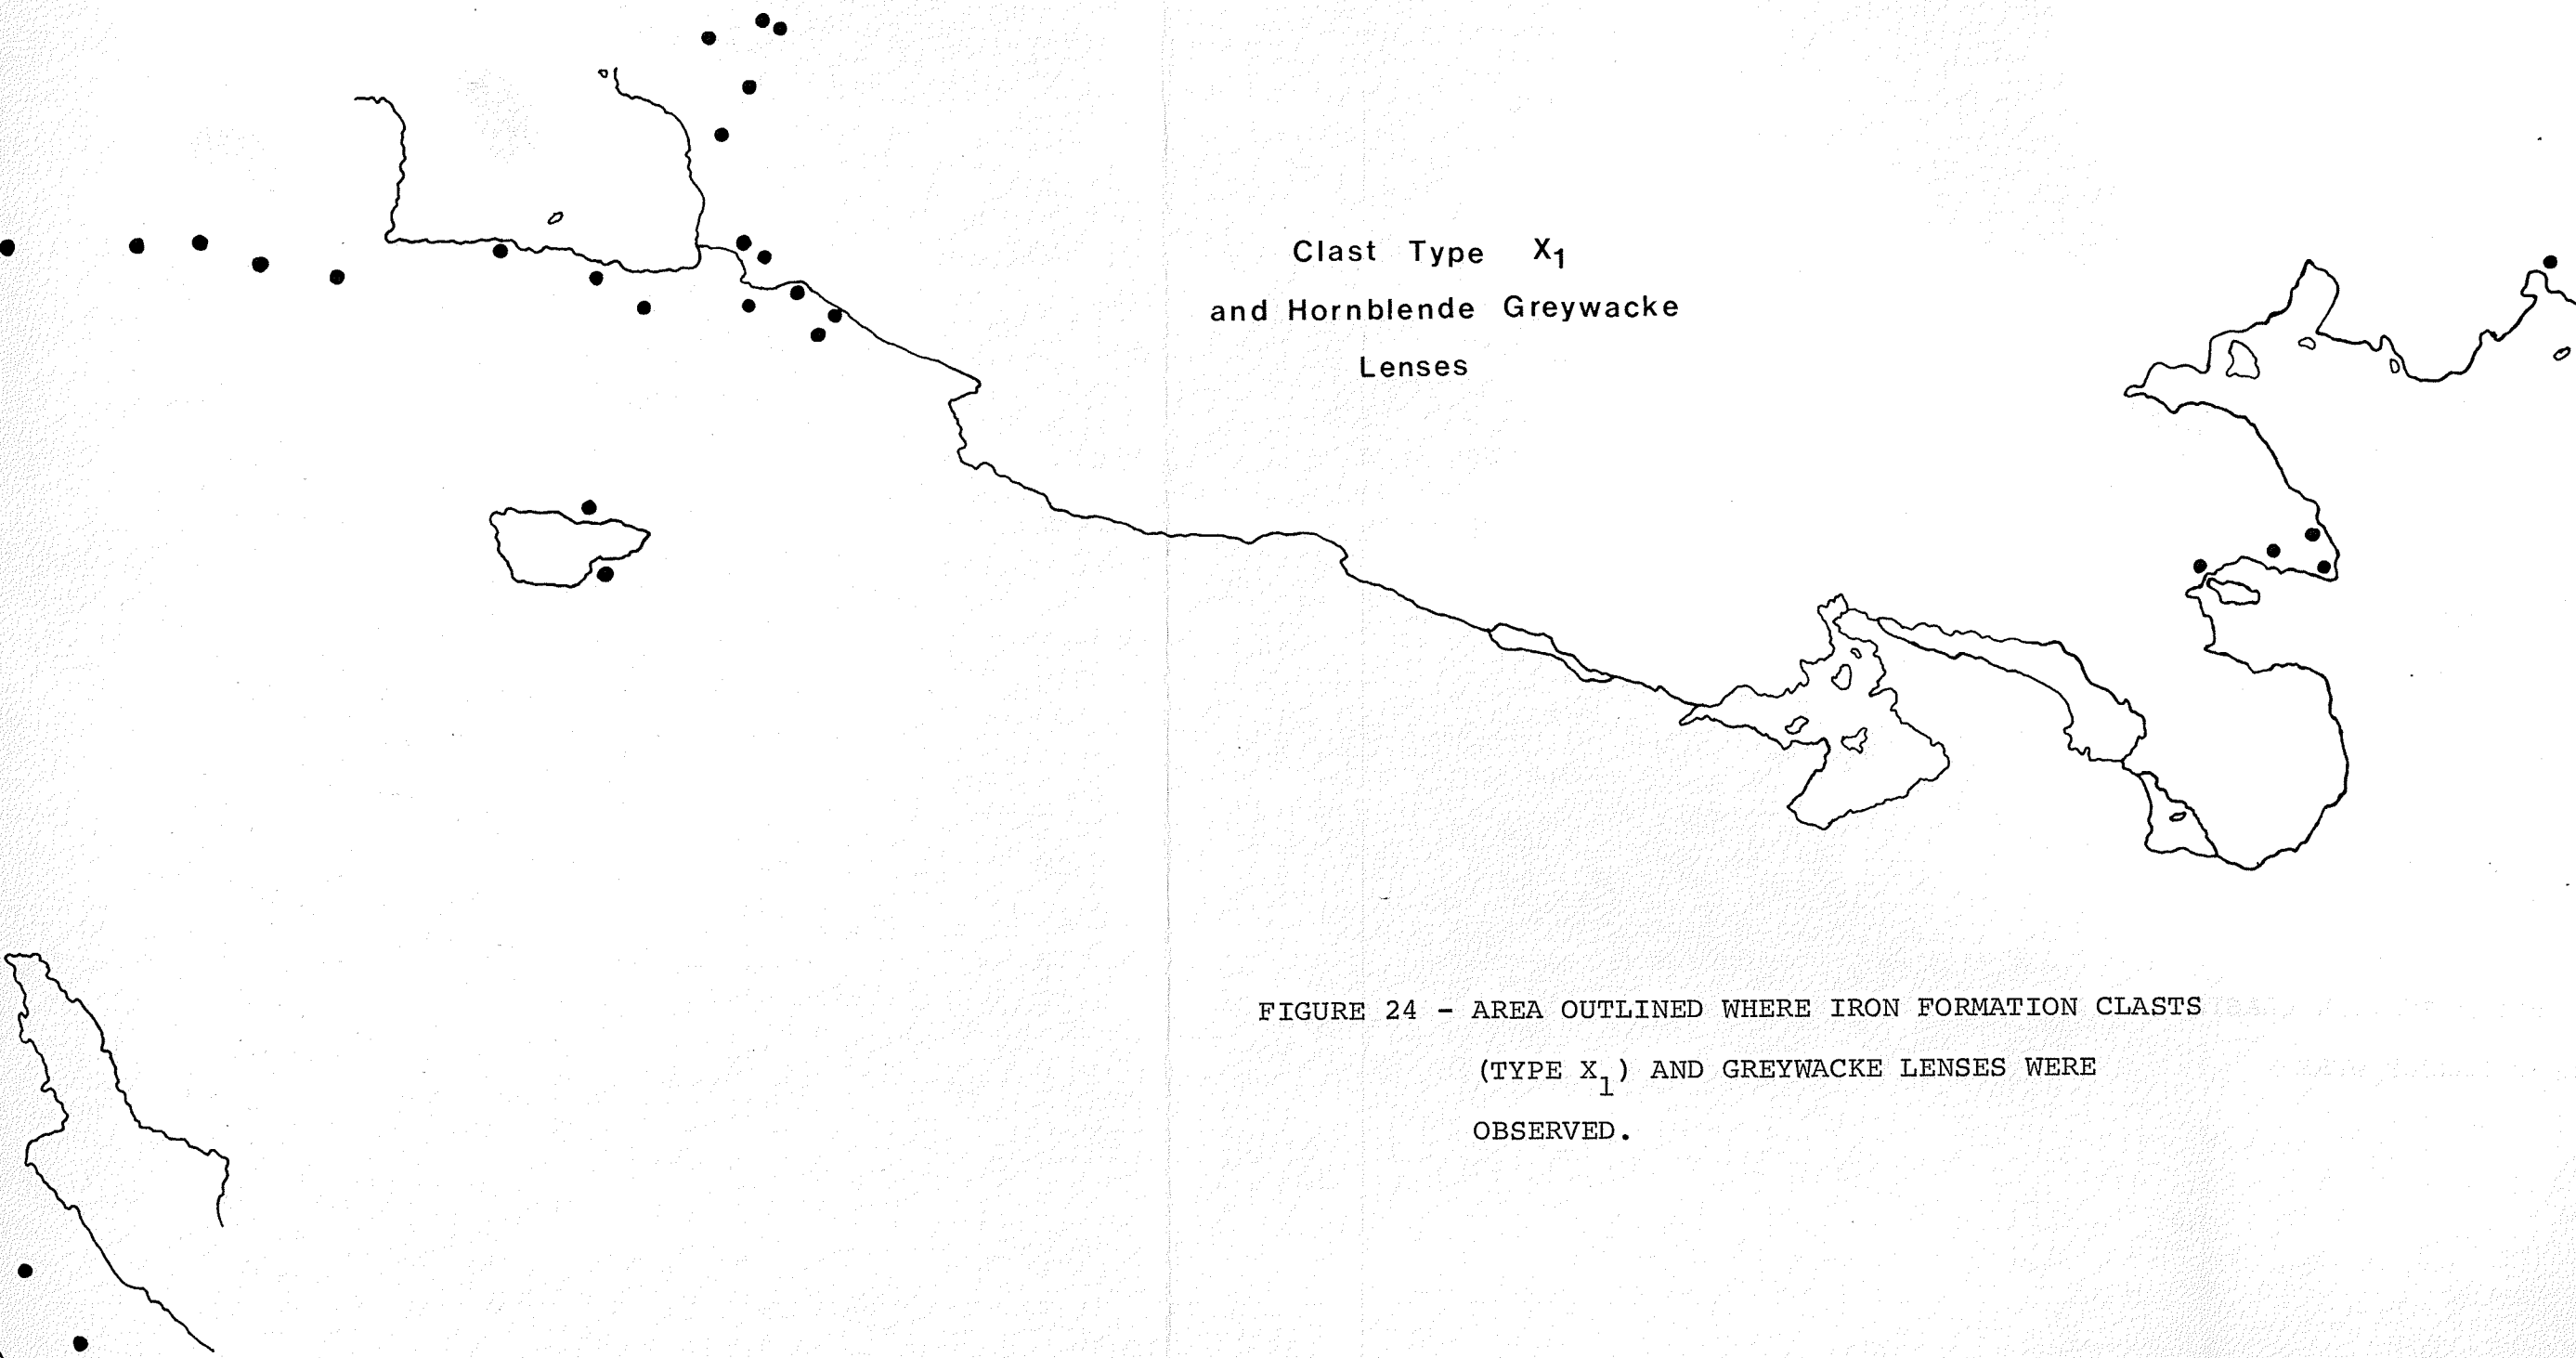 Clast Type X1
and Hornblende Greywacke
Lenses
FIGURE 24 - AREA OUTLINED WHERE IRON FORMATION CLASTS
(TYPE X1) AND GREYWACKE LENSES WERE
OBSERVED.